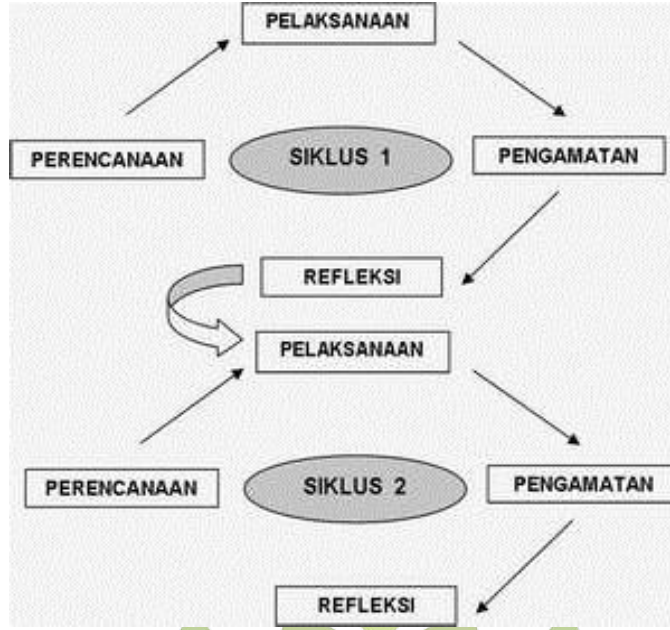 PELAKSANAAN
PERENCANAAN
SIKLUS 1
PENGAMATAN
REFLEKSI
PELAKSANAAN
PERENCANAAN
SIKLUS 2
PENGAMATAN
REFLEKSI